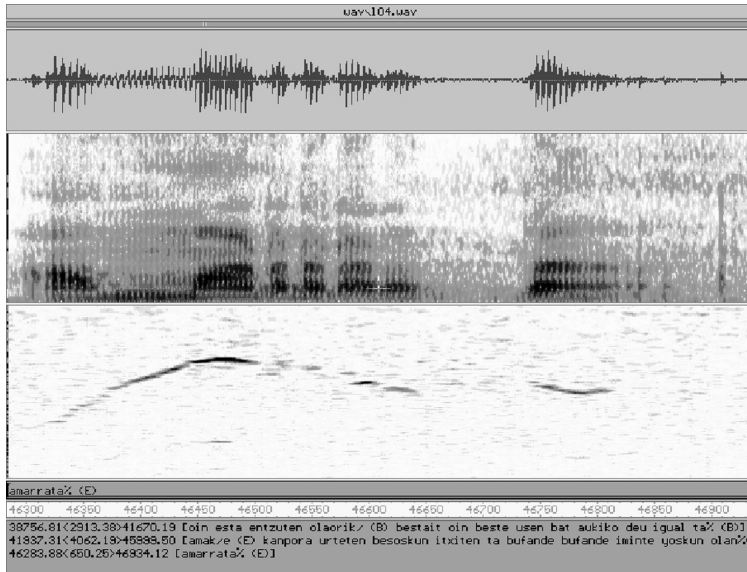 wav\104.wav
amarrata% (E)
46300 46350 46400 46450 46500 46550 46600 46650 46700 46750 46800 46850 46900
38756.81<2913.38>41670.19 [oin esta entzuten olaorik/ (B) bestait oin beste usen bat aukiko deu igual ta% (B)]
41937.31<4062.19>45999.50 [amak/e (E) kanpora urteten besoskun itxiten ta bufande bufande iminte yoskun olan%
46283.88<650.25>46934.12 [amarrata% (E)]